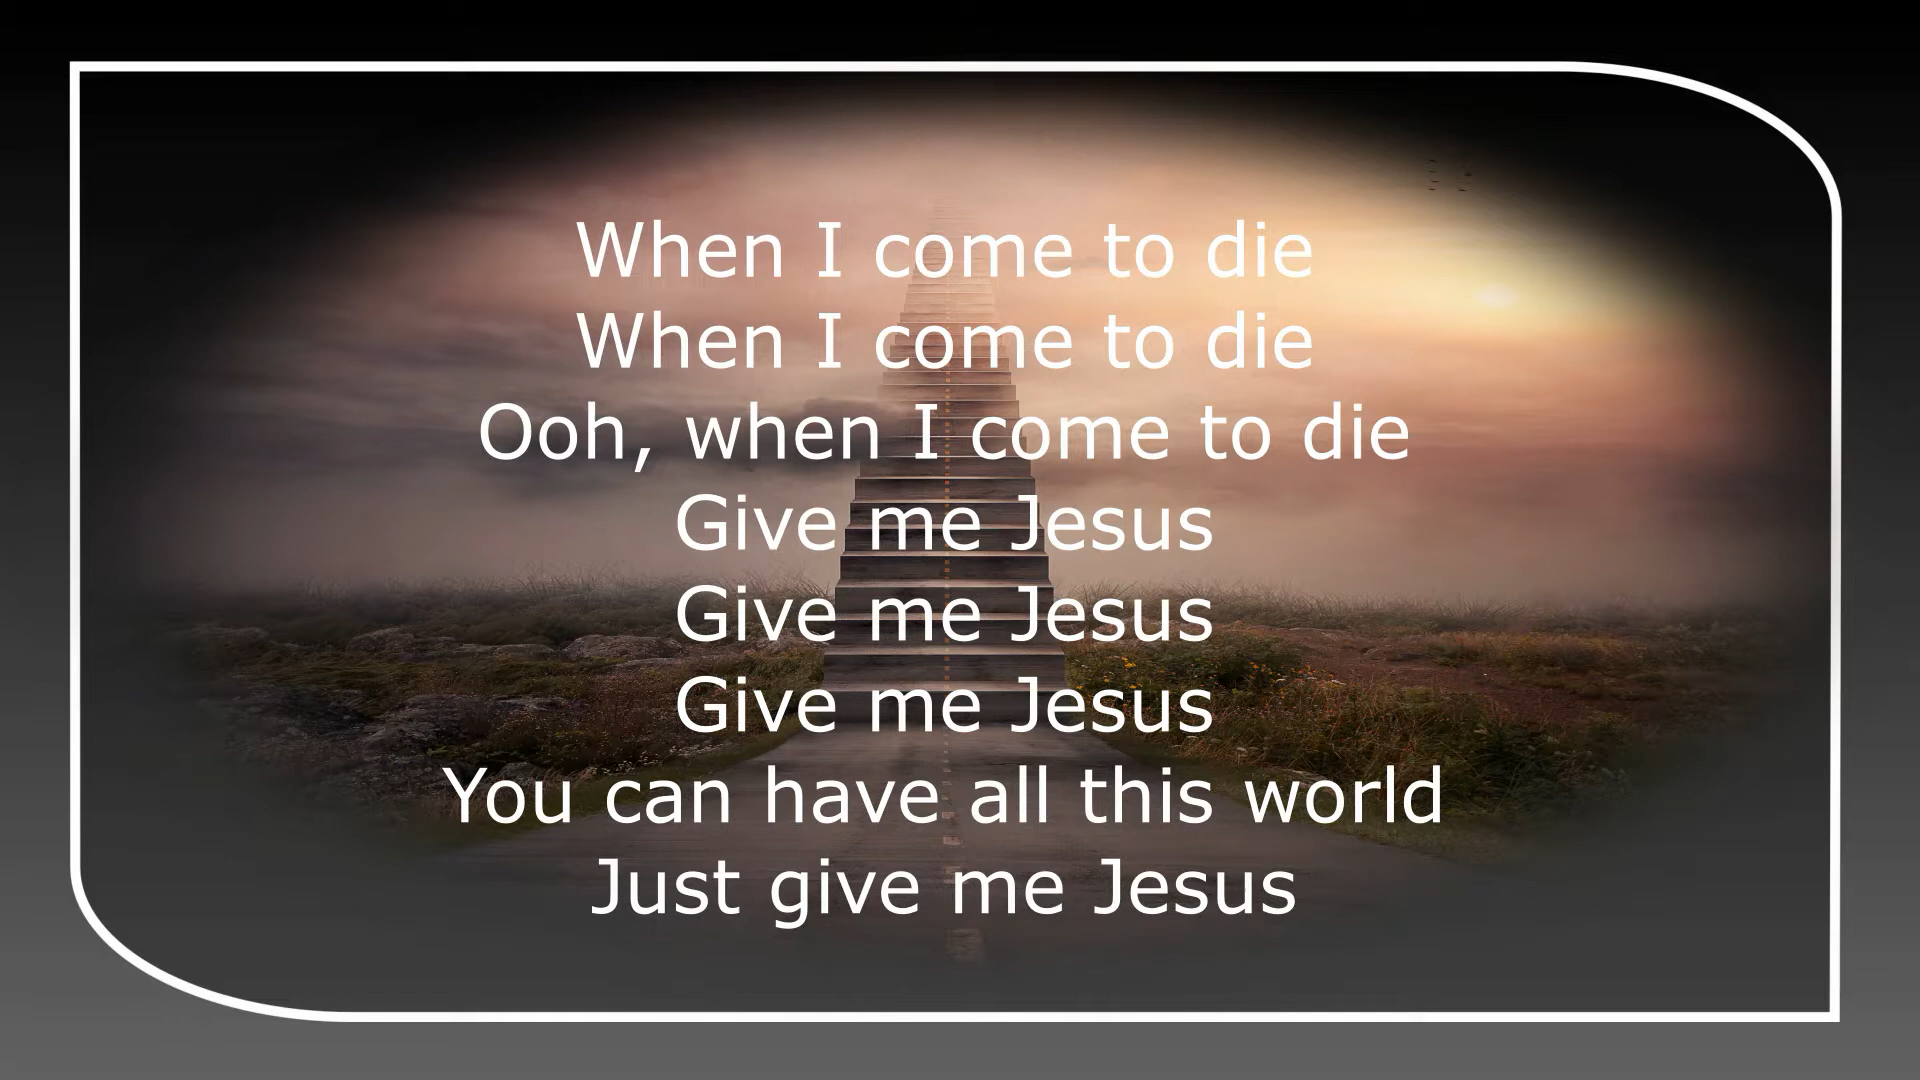 When I come to die
When I come to die
Ooh, when I come to die
Give me Jesus
Give me Jesus
Give me Jesus
You can have all this world
Just give me Jesus